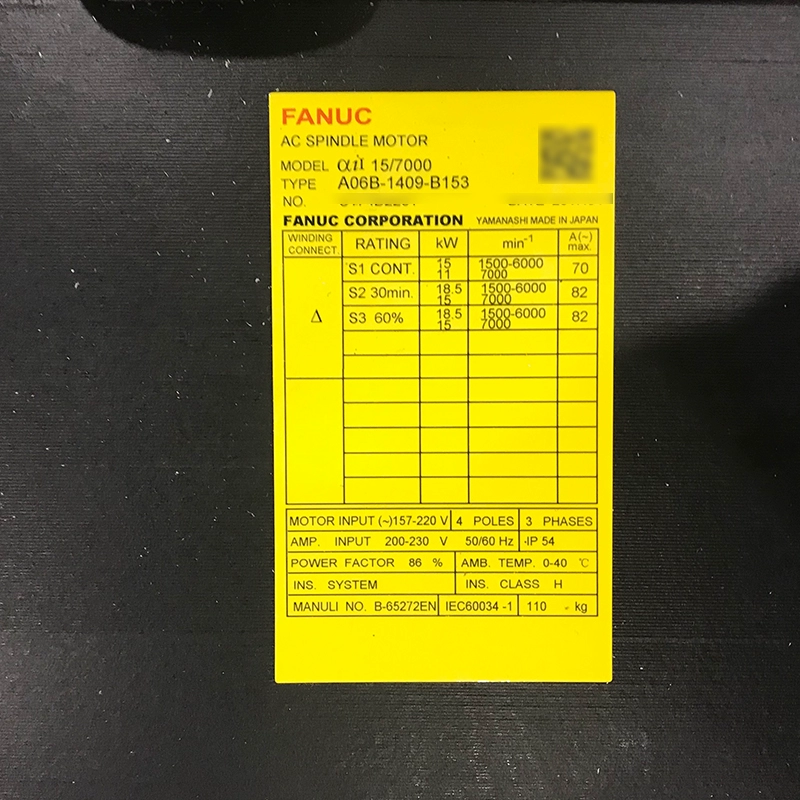 FANUC
AC SPINDLE MOTOR
MODEL αiI 15/7000
TYPE A06B-1409-B153
NO.
FANUC CORPORATION YAMANASHI MADE IN JAPAN
WINDING CONNECT. RATING kW min-1 A(~) max.
Δ
S1 CONT. 15 11 1500-6000 7000 70
S2 30min. 18.5 15 1500-6000 7000 82
S3 60% 18.5 15 1500-6000 7000 82
MOTOR INPUT (~)157-220 V 4 POLES 3 PHASES
AMP. INPUT 200-230 V 50/60 Hz IP 54
POWER FACTOR 86 % AMB. TEMP. 0-40 ℃
INS. SYSTEM INS. CLASS H
MANULI NO. B-65272EN IEC60034-1 110 kg